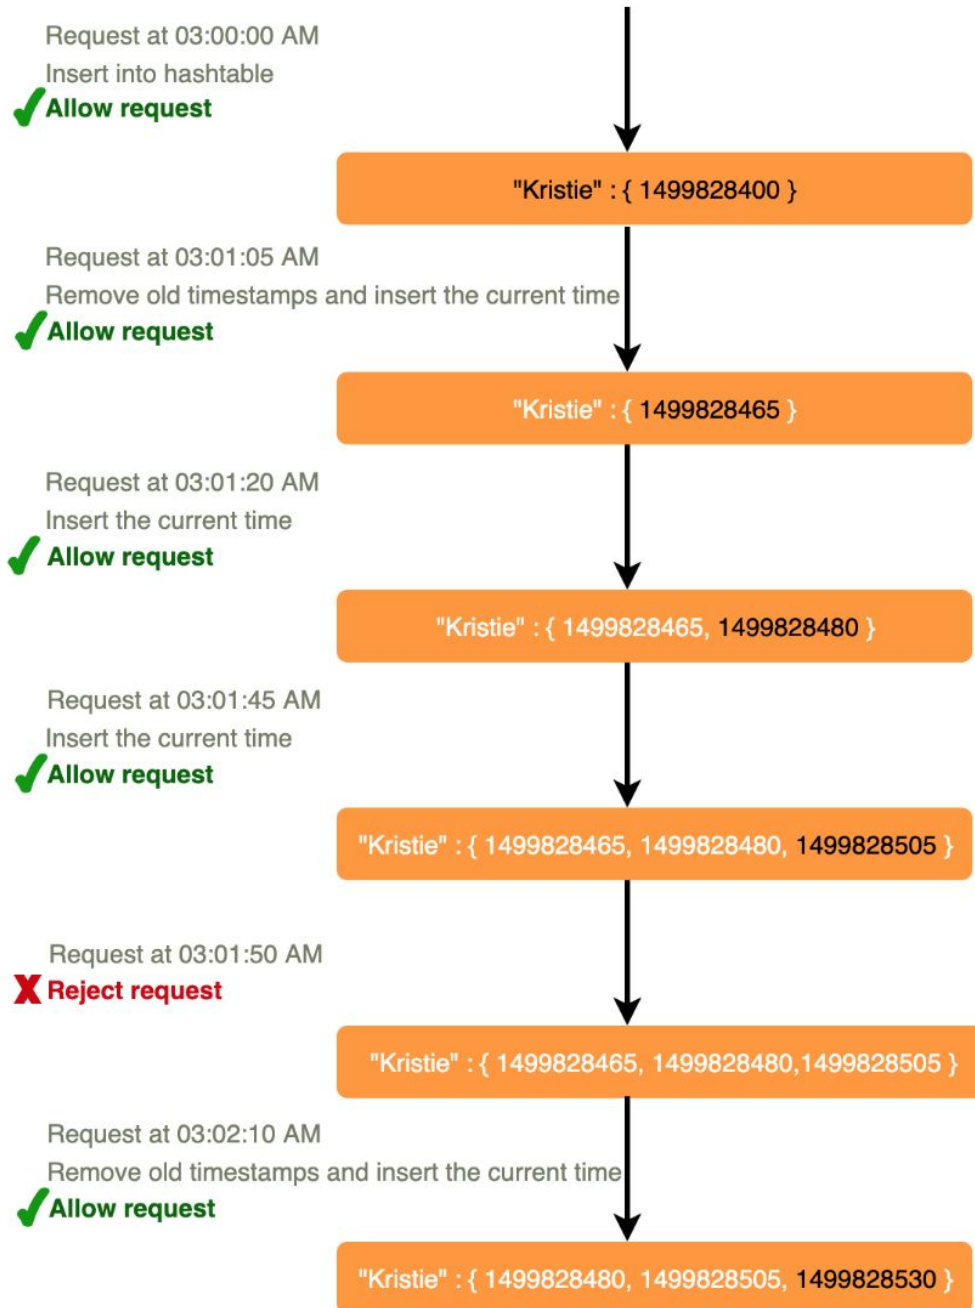 Request at 03:00:00 AM
Insert into hashtable
Allow request
"Kristie" : { 1499828400 }
Request at 03:01:05 AM
Remove old timestamps and insert the current time
Allow request
"Kristie" : { 1499828465 }
Request at 03:01:20 AM
Insert the current time
Allow request
"Kristie" : { 1499828465, 1499828480 }
Request at 03:01:45 AM
Insert the current time
Allow request
"Kristie" : { 1499828465, 1499828480, 1499828505 }
Request at 03:01:50 AM
Reject request
"Kristie" : { 1499828465, 1499828480,1499828505 }
Request at 03:02:10 AM
Remove old timestamps and insert the current time
Allow request
"Kristie" : { 1499828480, 1499828505, 1499828530 }